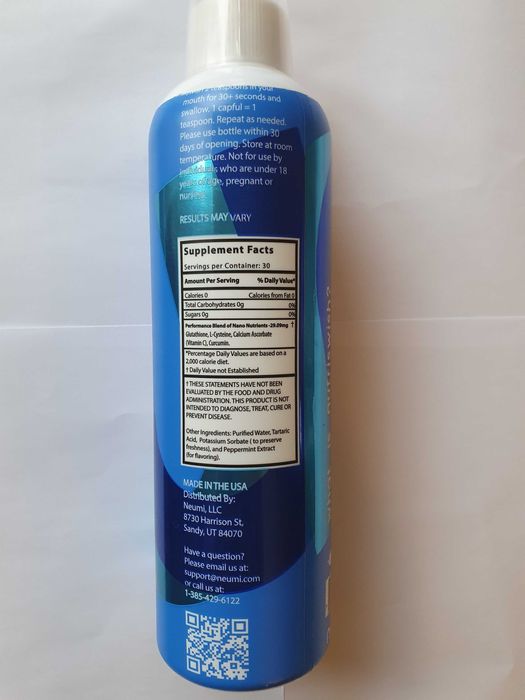 teaspoons in your
mouth for 30+ seconds and
swallow. 1 capful = 1
teaspoon. Repeat as needed.
Please use bottle within 30
days of opening. Store at room
temperature. Not for use by
individuals who are under 18
years of age, pregnant or
nursing.
RESULTS MAY VARY
Supplement Facts
Servings per Container: 30
Amount Per Serving % Daily Value*
Calories 0 Calories from Fat 0
Total Carbohydrates 0g 0%
Sugars 0g 0%
Performance Blend of Nano Nutrients -29.09mg †
Glutathione, L-Cysteine, Calcium Ascorbate
(Vitamin C), Curcumin.
*Percentage Daily Values are based on a
2,000 calorie diet.
† Daily Value not Established
† THESE STATEMENTS HAVE NOT BEEN
EVALUATED BY THE FOOD AND DRUG
ADMINISTRATION. THIS PRODUCT IS NOT
INTENDED TO DIAGNOSE, TREAT, CURE OR
PREVENT DISEASE.
Other Ingredients: Purified Water, Tartaric
Acid, Potassium Sorbate ( to preserve
freshness), and Peppermint Extract
(for flavoring).
MADE IN THE USA
Distributed By:
Neumi, LLC
8730 Harrison St,
Sandy, UT 84070
Have a question?
Please email us at:
support@neumi.com
or call us at:
1-385-429-6122